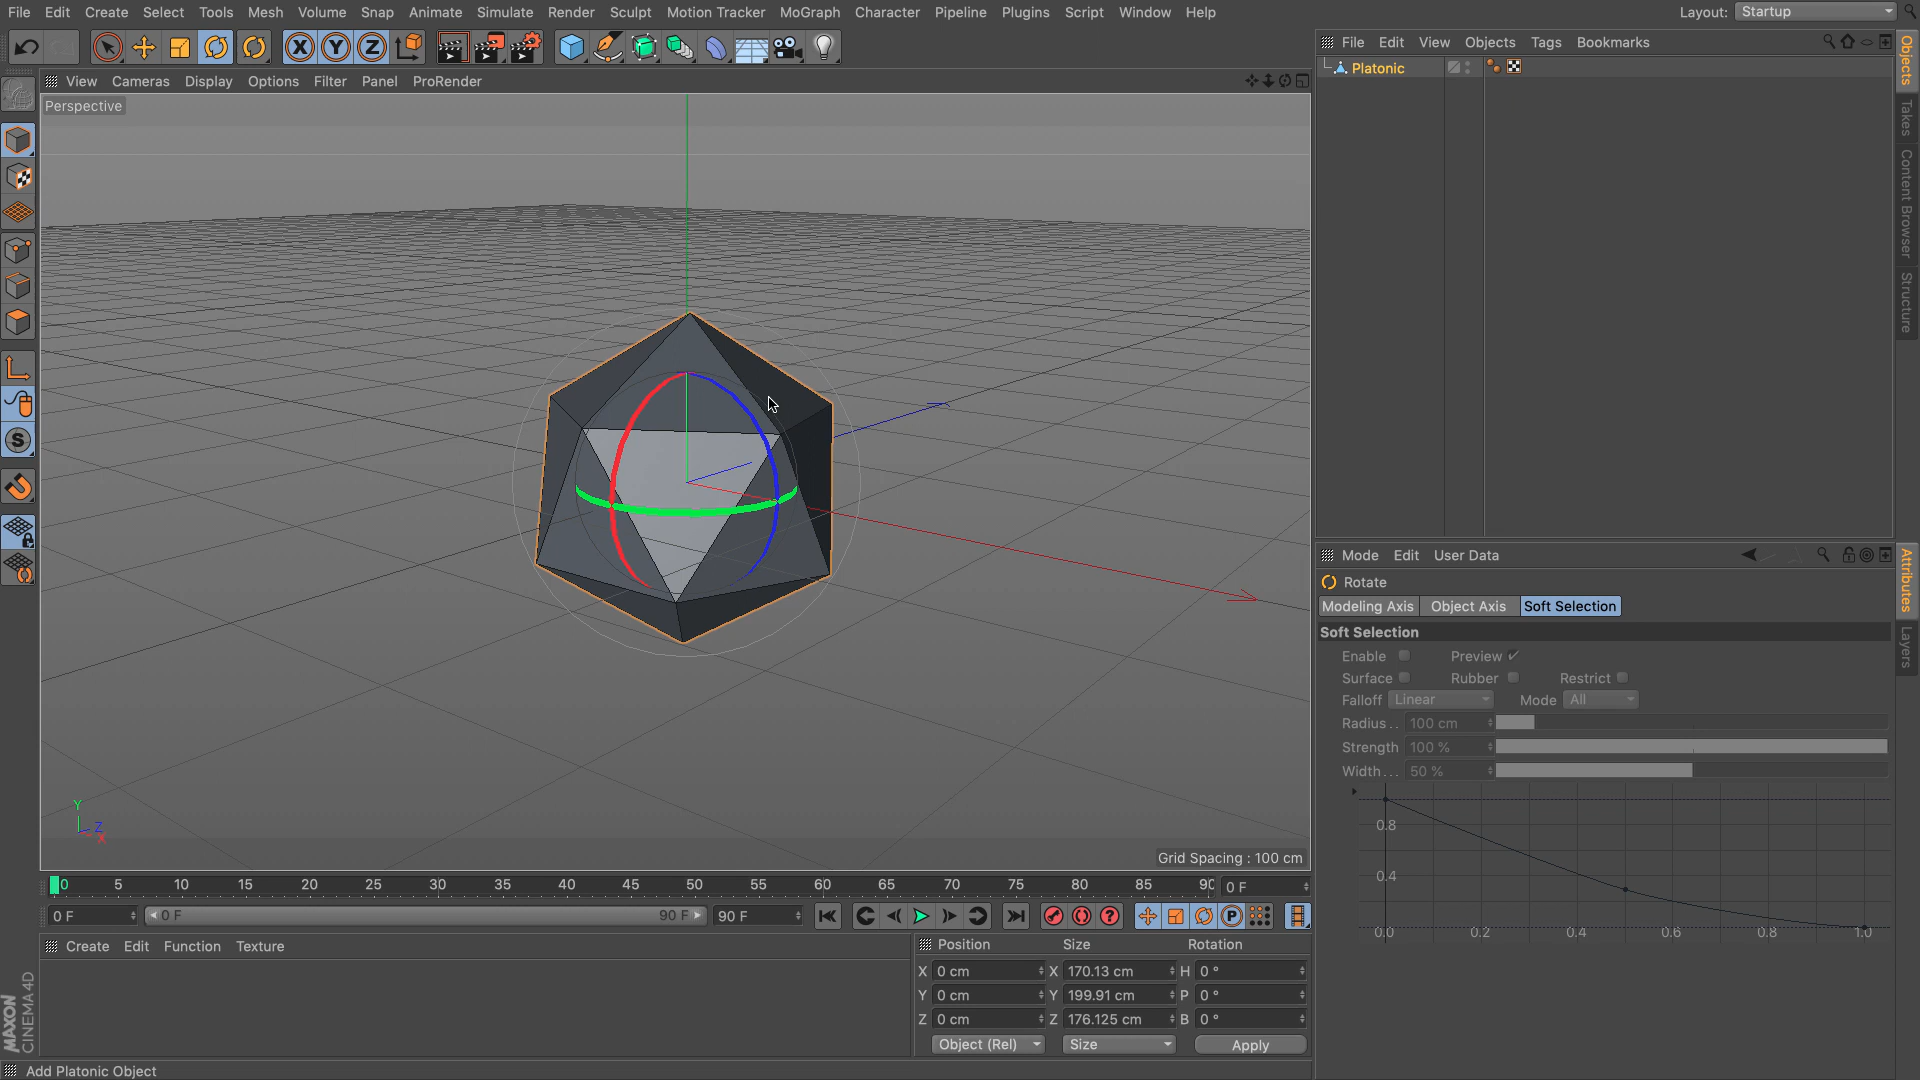 File Edit Create Select Tools Mesh Volume Snap Animate Simulate Render Sculpt Motion Tracker MoGraph Character Pipeline Plugins Script Window Help Layout: Startup
View Cameras Display Options Filter Panel ProRender
Perspective
Y
Z
X
Grid Spacing : 100 cm
File Edit View Objects Tags Bookmarks
Platonic
Objects
Takes
Content Browser
Structure
Mode Edit User Data
Rotate
Modeling Axis Object Axis Soft Selection
Soft Selection
Enable Preview
Surface Rubber Restrict
Falloff Linear Mode All
Radius . . 100 cm
Strength 100 %
Width . . . 50 %
0.8
0.4
0.0 0.2 0.4 0.6 0.8 1.0
Attributes
Layers
0 5 10 15 20 25 30 35 40 45 50 55 60 65 70 75 80 85 90 0 F
0 F 0 F 90 F 90 F
Create Edit Function Texture
Position Size Rotation
X 0 cm X 170.13 cm H 0 °
Y 0 cm Y 199.91 cm P 0 °
Z 0 cm Z 176.125 cm B 0 °
Object (Rel) Size Apply
MAXON
CINEMA 4D
Add Platonic Object